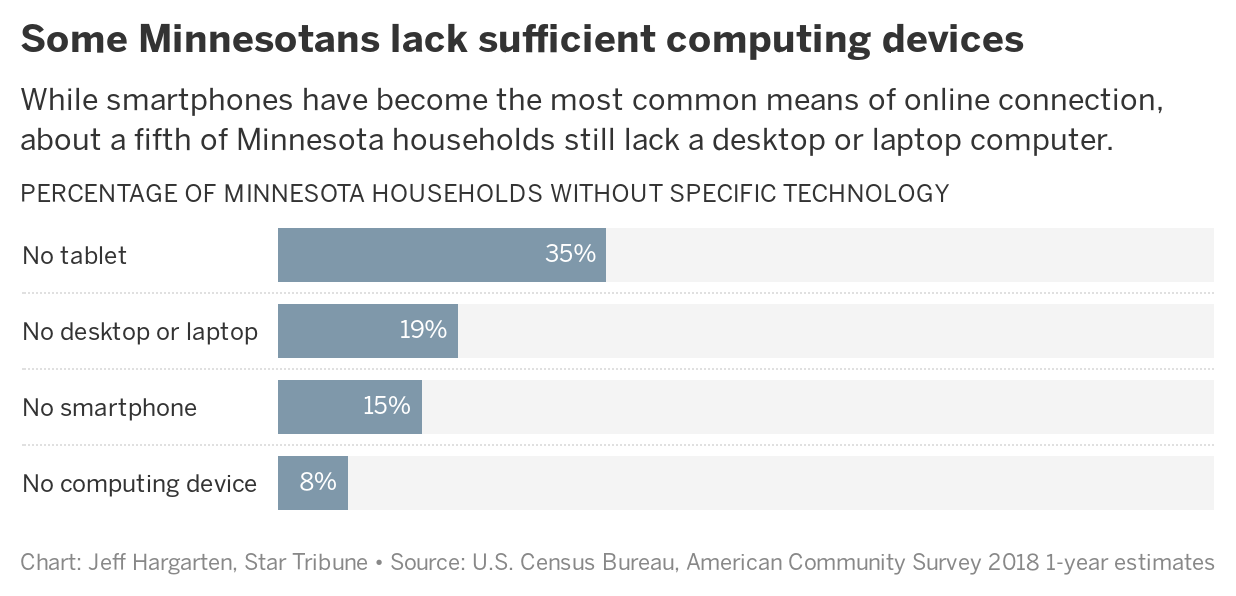 Some Minnesotans lack sufficient computing devices
While smartphones have become the most common means of online connection,
about a fifth of Minnesota households still lack a desktop or laptop computer.
PERCENTAGE OF MINNESOTA HOUSEHOLDS WITHOUT SPECIFIC TECHNOLOGY
No tablet 35%
No desktop or laptop 19%
No smartphone 15%
No computing device 8%
Chart: Jeff Hargarten, Star Tribune • Source: U.S. Census Bureau, American Community Survey 2018 1-year estimates